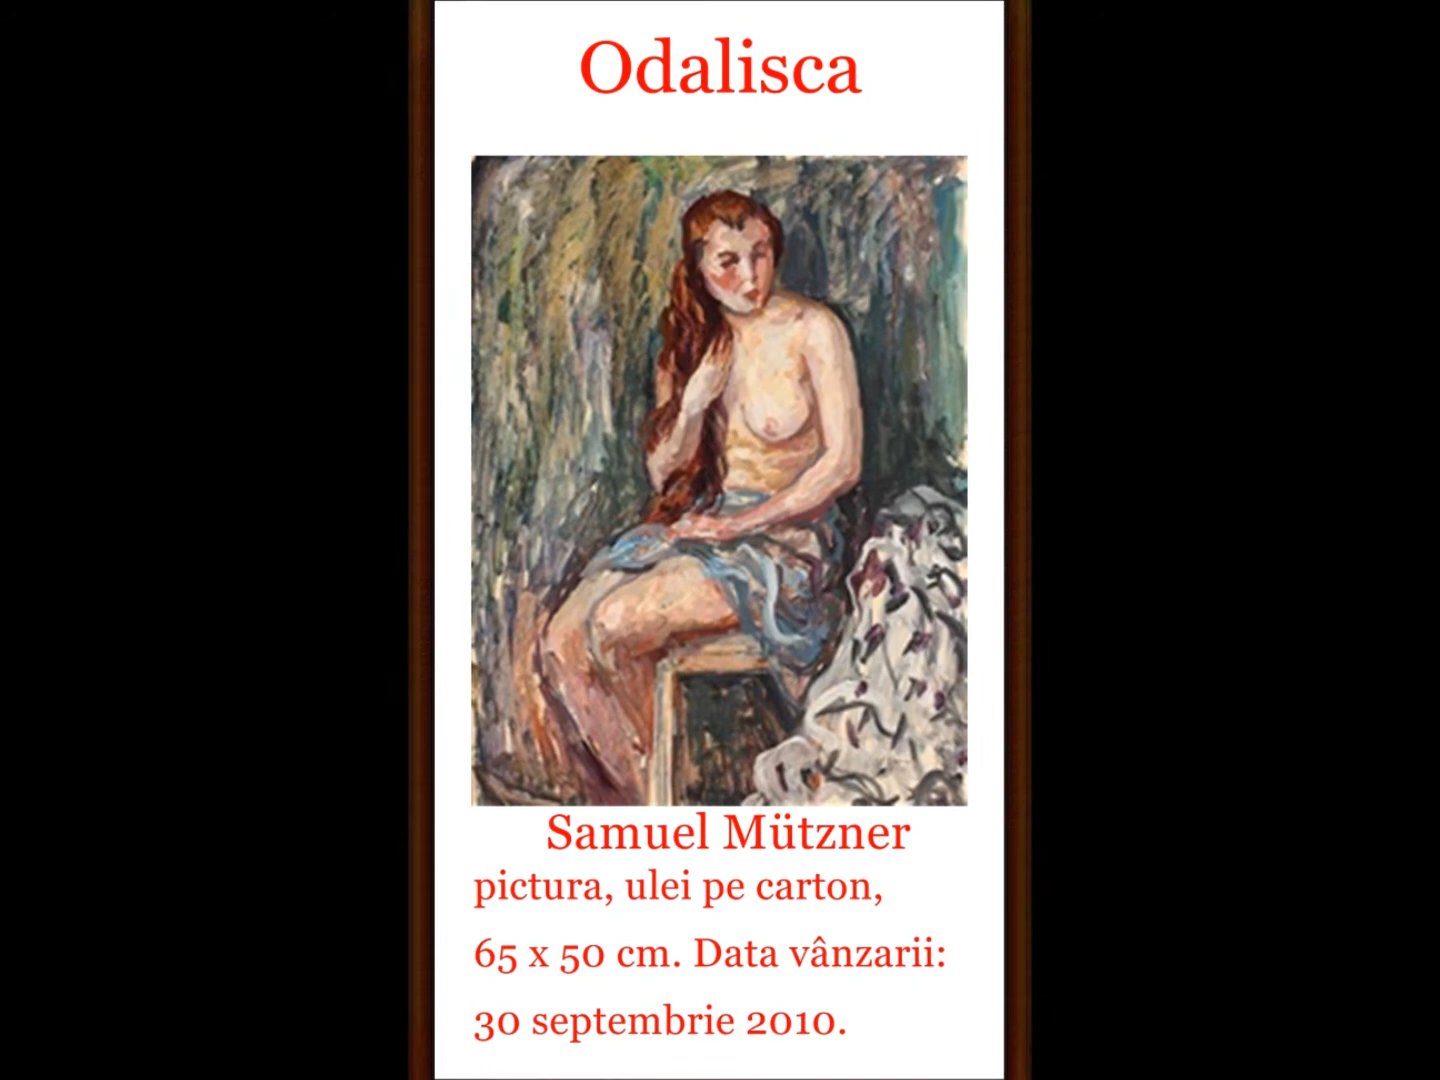 Odalisca
Samuel Mützner
pictura, ulei pe carton,
65 x 50 cm. Data vânzarii:
30 septembrie 2010.